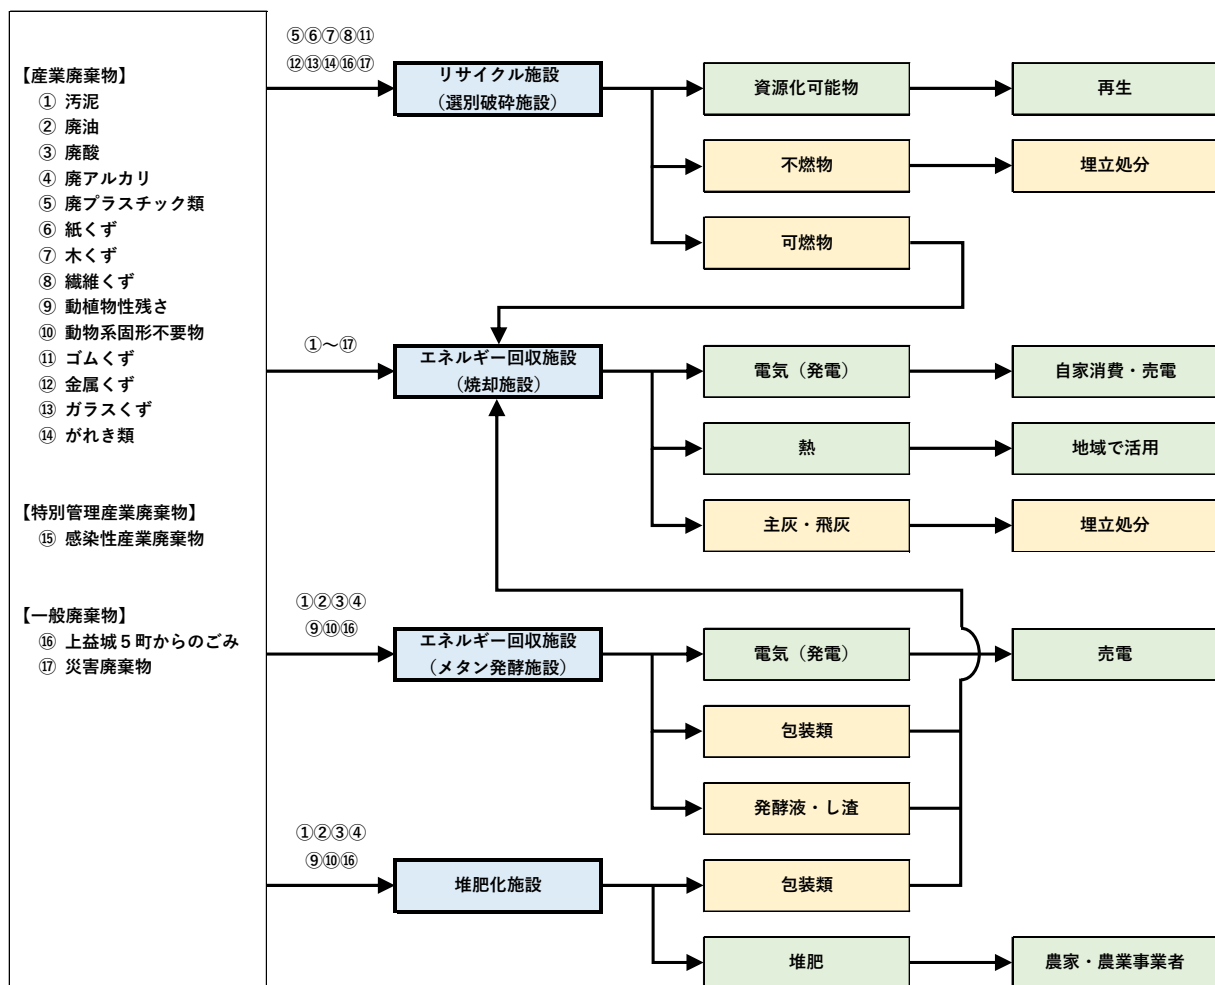 【産業廃棄物】
① 汚泥
② 廃油
③ 廃酸
④ 廃アルカリ
⑤ 廃プラスチック類
⑥ 紙くず
⑦ 木くず
⑧ 繊維くず
⑨ 動植物性残さ
⑩ 動物系固形不要物
⑪ ゴムくず
⑫ 金属くず
⑬ ガラスくず
⑭ がれき類
【特別管理産業廃棄物】
⑮ 感染性産業廃棄物
【一般廃棄物】
⑯ 上益城５町からのごみ
⑰ 災害廃棄物
⑤⑥⑦⑧⑪
⑫⑬⑭⑯⑰
リサイクル施設
（選別破砕施設）
資源化可能物
再生
不燃物
埋立処分
可燃物
①～⑰
エネルギー回収施設
（焼却施設）
電気（発電）
自家消費・売電
熱
地域で活用
主灰・飛灰
埋立処分
①②③④
⑨⑩⑯
エネルギー回収施設
（メタン発酵施設）
電気（発電）
売電
包装類
発酵液・し渣
①②③④
⑨⑩⑯
堆肥化施設
包装類
堆肥
農家・農業事業者